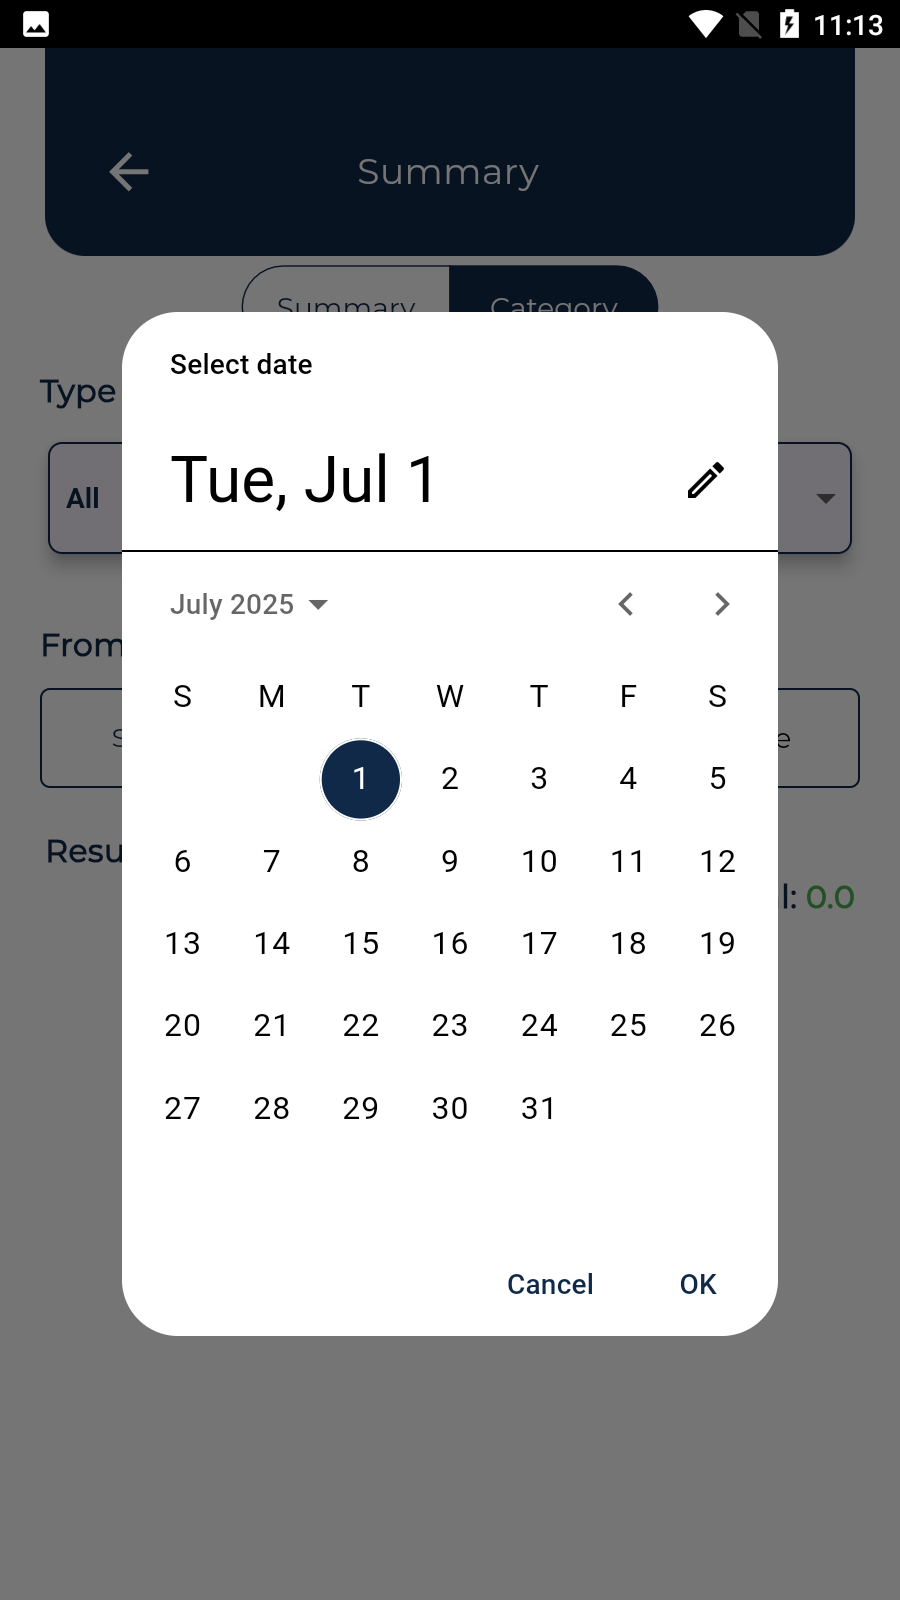 11:13
Summary
Summary Category
Select date
Type
Tue, Jul 1
All
July 2025
From
S M T W T F S
1 2 3 4 5
6 7 8 9 10 11 12
13 14 15 16 17 18 19
20 21 22 23 24 25 26
27 28 29 30 31
0.0
Cancel OK